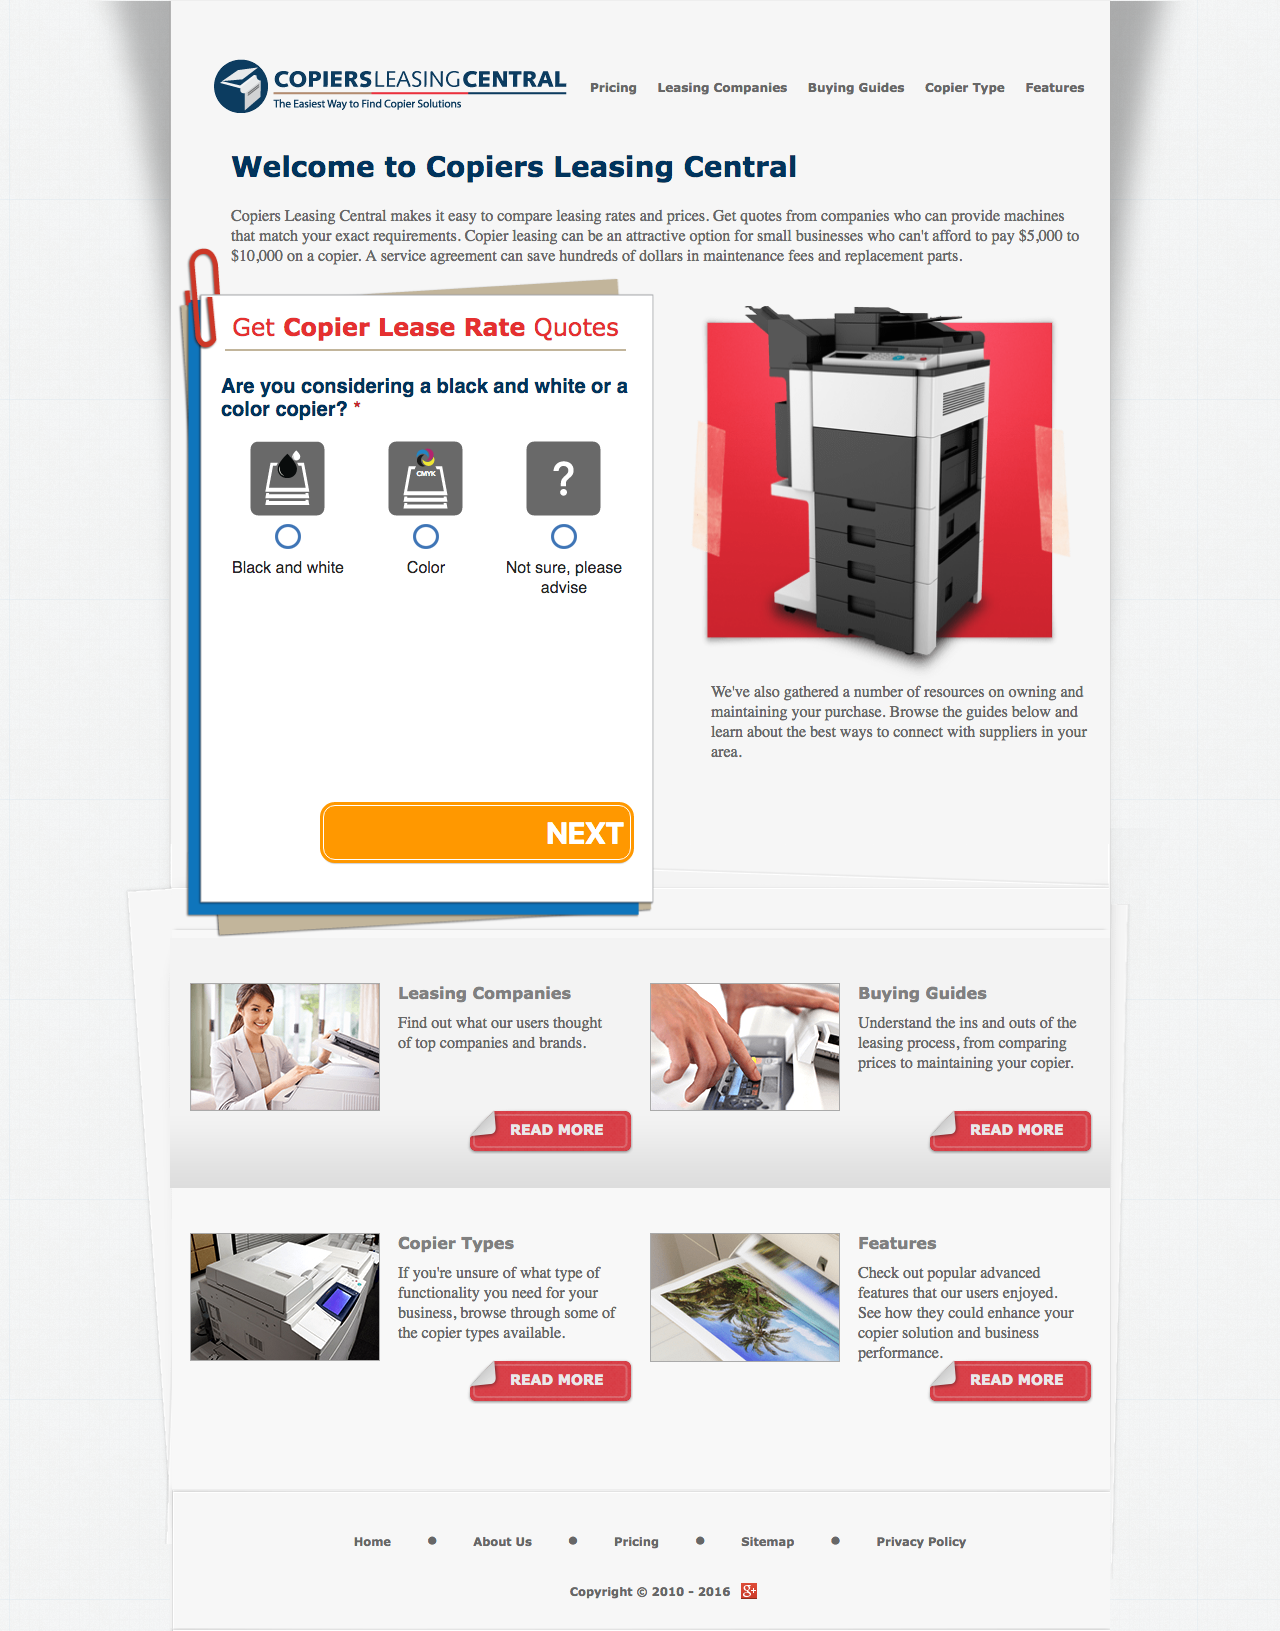 COPIERSLEASINGCENTRAL
The Easiest Way to Find Copier Solutions
Pricing
Leasing Companies
Buying Guides
Copier Type
Features
Welcome to Copiers Leasing Central
Copiers Leasing Central makes it easy to compare leasing rates and prices. Get quotes from companies who can provide machines
that match your exact requirements. Copier leasing can be an attractive option for small businesses who can't afford to pay $5,000 to
$10,000 on a copier. A service agreement can save hundreds of dollars in maintenance fees and replacement parts.
Get Copier Lease Rate Quotes
Are you considering a black and white or a
color copier? *
CMYK
?
Black and white
Color
Not sure, please
advise
NEXT
We've also gathered a number of resources on owning and
maintaining your purchase. Browse the guides below and
learn about the best ways to connect with suppliers in your
area.
Leasing Companies
Find out what our users thought
of top companies and brands.
READ MORE
Buying Guides
Understand the ins and outs of the
leasing process, from comparing
prices to maintaining your copier.
READ MORE
Copier Types
If you're unsure of what type of
functionality you need for your
business, browse through some of
the copier types available.
READ MORE
Features
Check out popular advanced
features that our users enjoyed.
See how they could enhance your
copier solution and business
performance.
READ MORE
Home
About Us
Pricing
Sitemap
Privacy Policy
Copyright © 2010 - 2016
g+